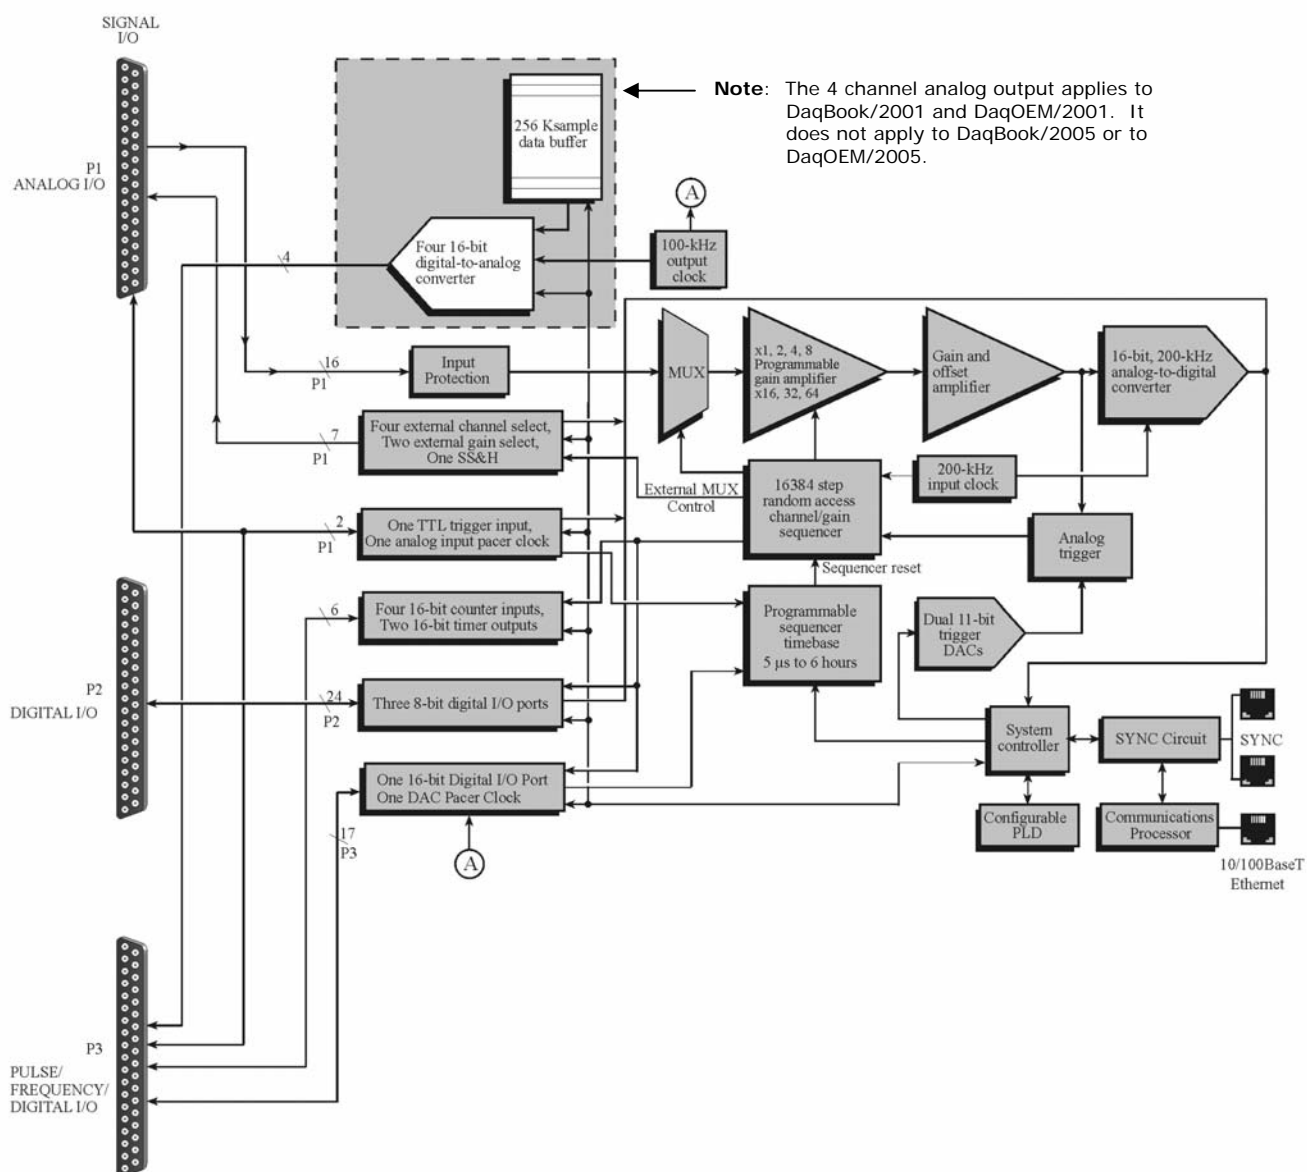 SIGNAL
I/O
P1
ANALOG I/O
256 Ksample
data buffer
Note: The 4 channel analog output applies to
DaqBook/2001 and DaqOEM/2001. It
does not apply to DaqBook/2005 or to
DaqOEM/2005.
A
Four 16-bit
digital-to-analog
converter
100-kHz
output
clock
4
16
P1
Input
Protection
MUX
x1, 2, 4, 8
Programmable
gain amplifier
x16, 32, 64
Gain and
offset
amplifier
16-bit, 200-kHz
analog-to-digital
converter
7
P1
Four external channel select,
Two external gain select,
One SS&H
External MUX
Control
16384 step
random access
channel/gain
sequencer
200-kHz
input clock
2
P1
One TTL trigger input,
One analog input pacer clock
Analog
trigger
Sequencer reset
6
Four 16-bit counter inputs,
Two 16-bit timer outputs
Programmable
sequencer
timebase
5 µs to 6 hours
Dual 11-bit
trigger
DACs
P2
DIGITAL I/O
24
P2
Three 8-bit digital I/O ports
System
controller
SYNC Circuit
SYNC
One 16-bit Digital I/O Port
One DAC Pacer Clock
17
P3
A
Configurable
PLD
Communications
Processor
10/100BaseT
Ethernet
P3
PULSE/
FREQUENCY/
DIGITAL I/O